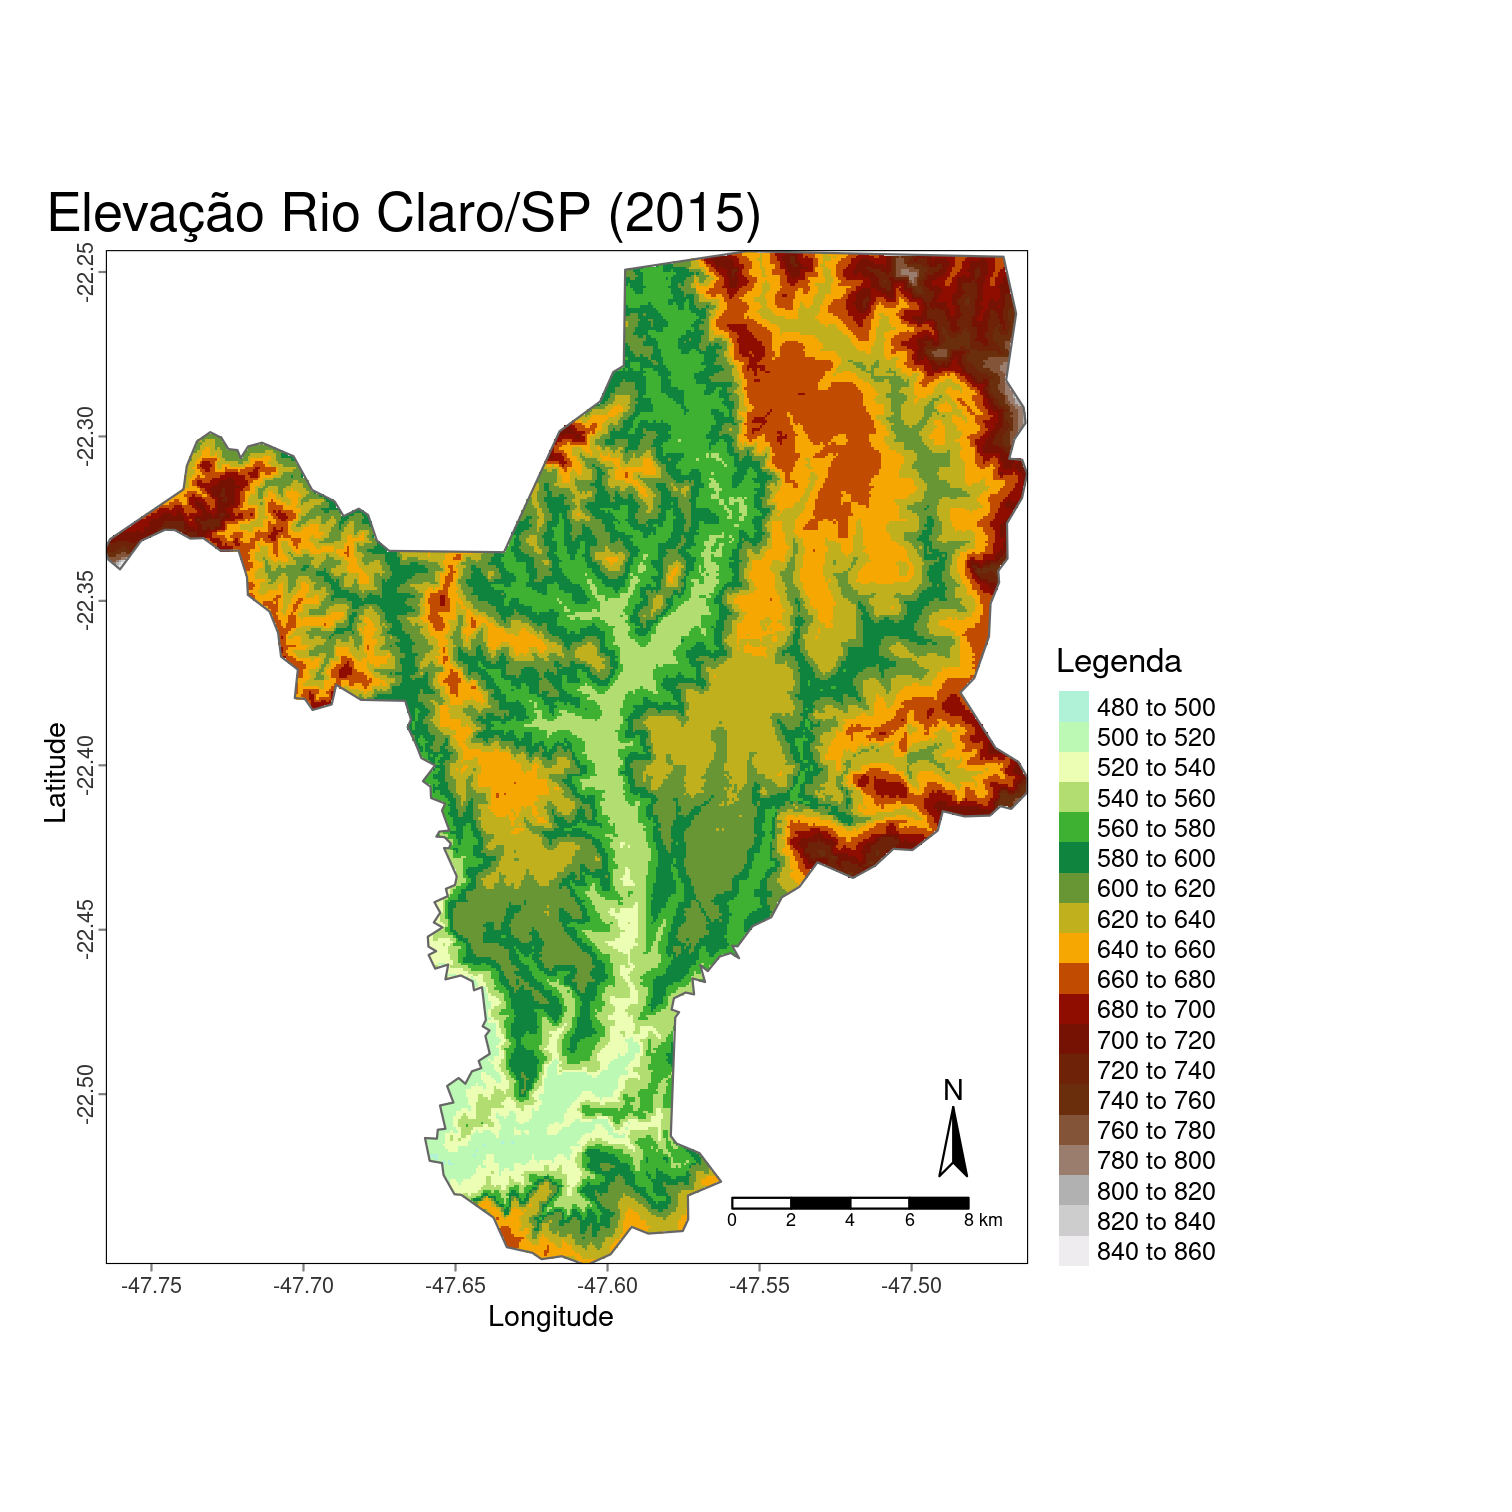 Elevação Rio Claro/SP (2015)
-22.25
-22.30
-22.35
-22.40
-22.45
-22.50
Latitude
N
0 2 4 6 8 km
-47.75 -47.70 -47.65 -47.60 -47.55 -47.50
Longitude
Legenda
480 to 500
500 to 520
520 to 540
540 to 560
560 to 580
580 to 600
600 to 620
620 to 640
640 to 660
660 to 680
680 to 700
700 to 720
720 to 740
740 to 760
760 to 780
780 to 800
800 to 820
820 to 840
840 to 860